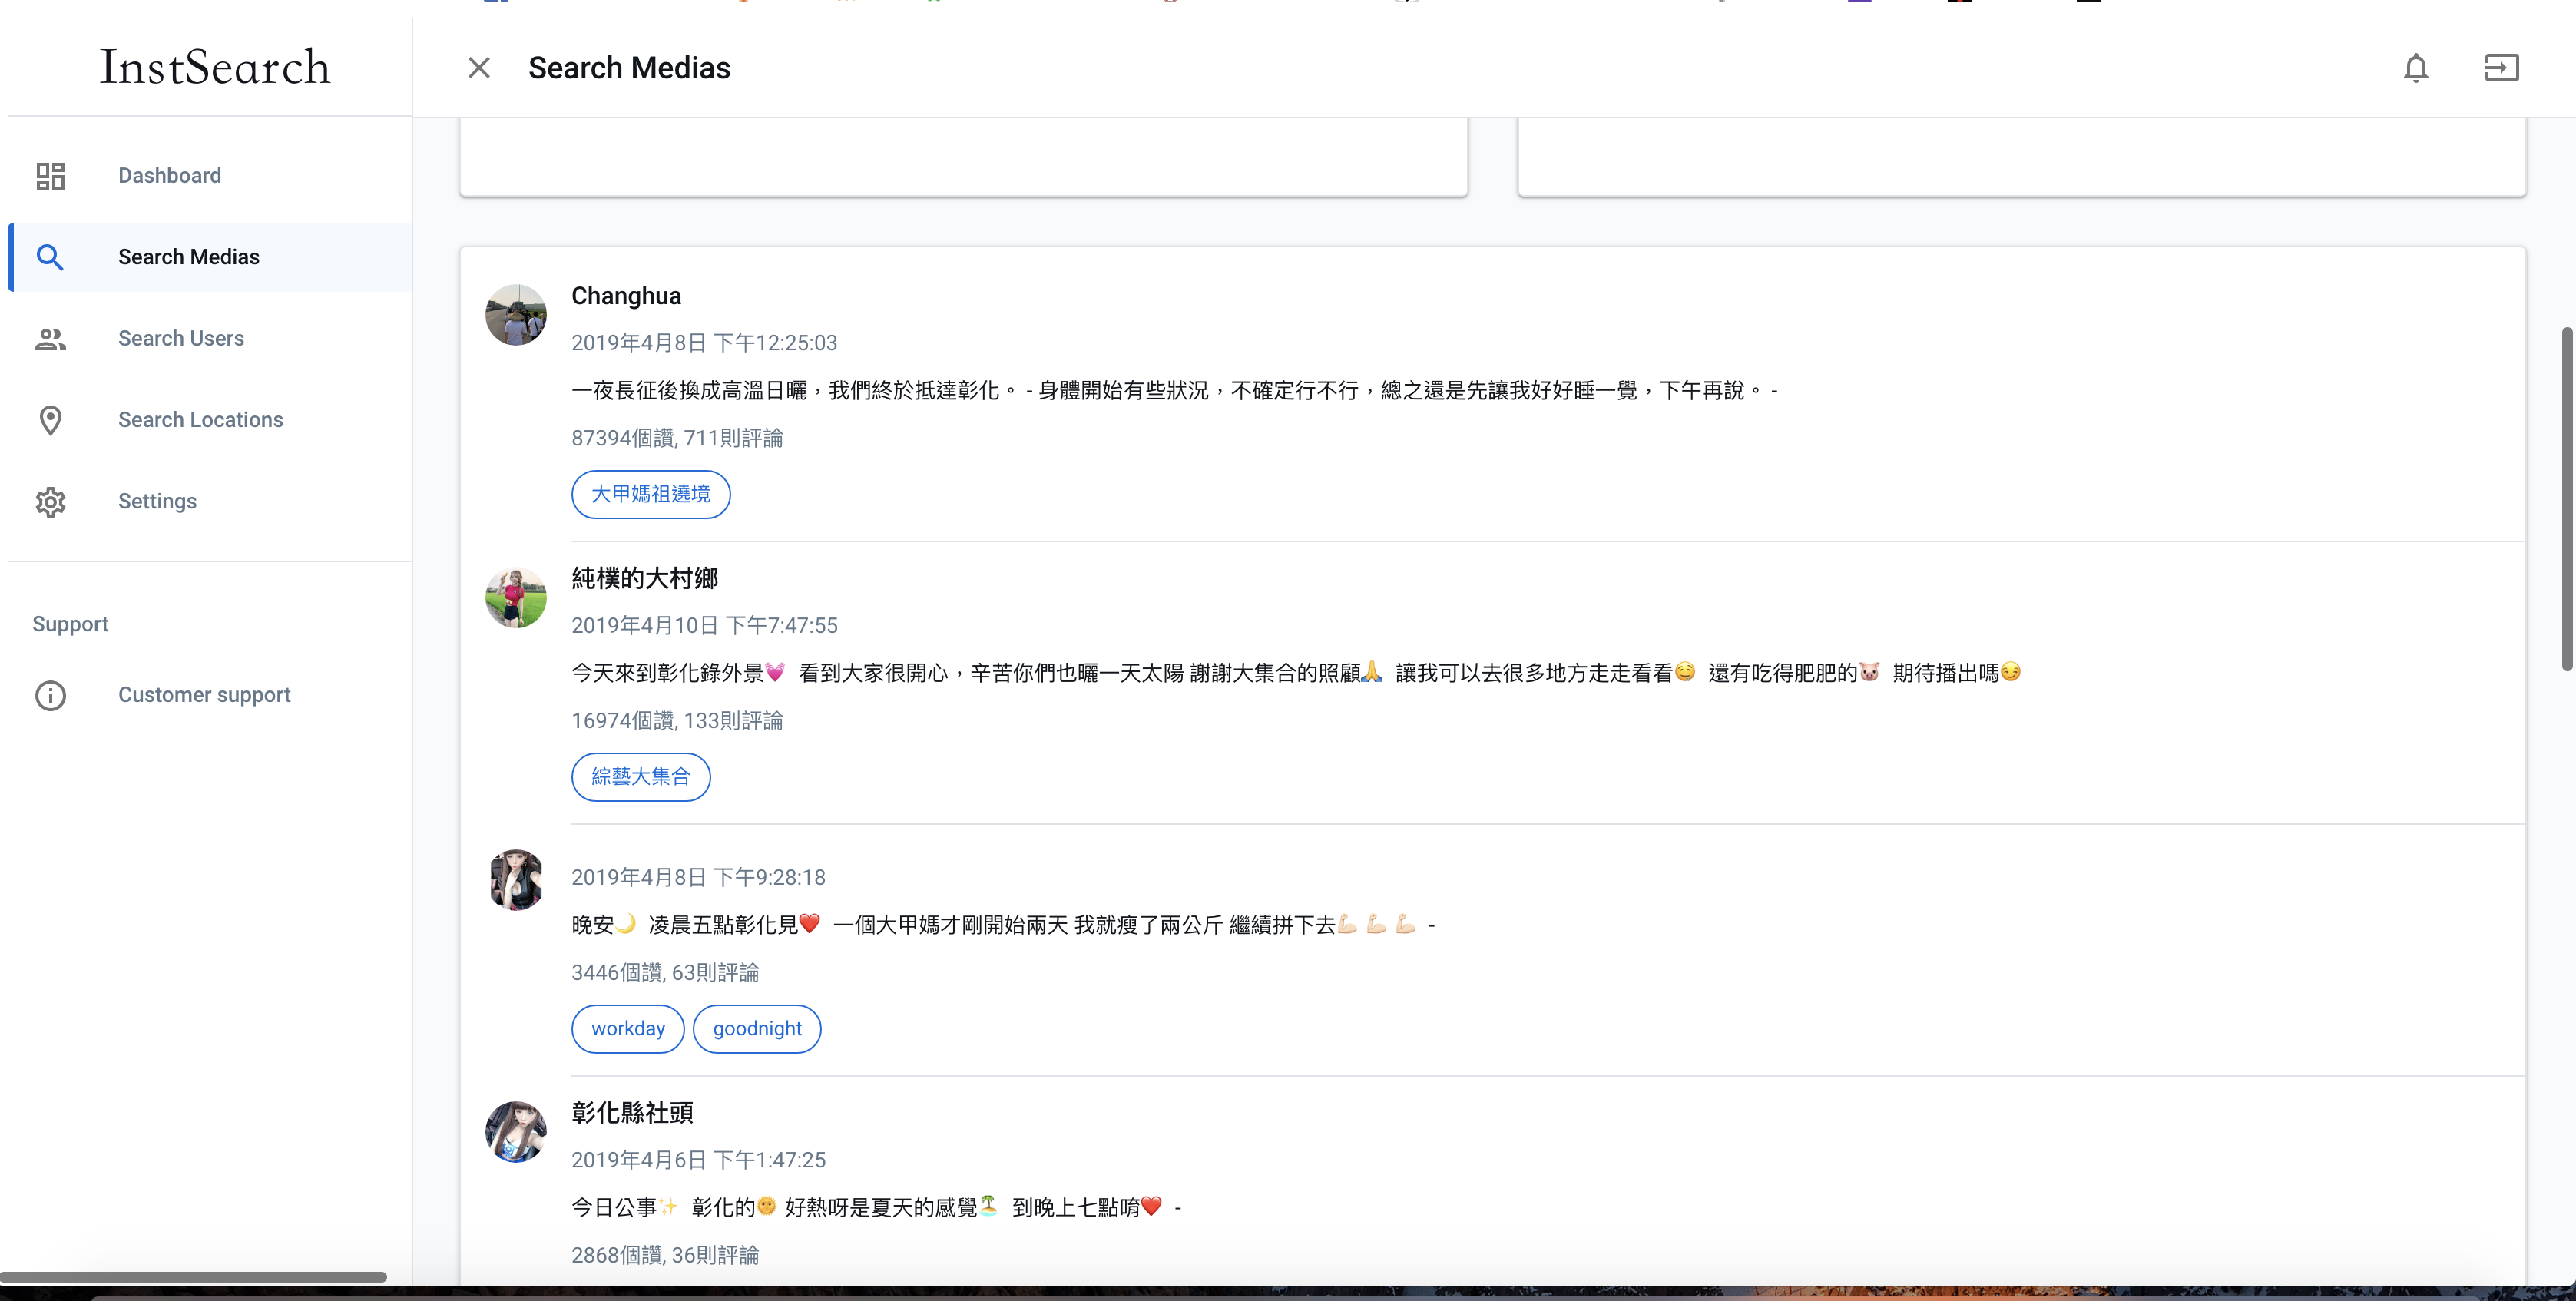 InstSearch
Search Medias
Dashboard
Search Medias
Search Users
Search Locations
Settings
Support
Customer support
Changhua
2019年4月8日 下午12:25:03
一夜長征後換成高溫日曬，我們終於抵達彰化。 - 身體開始有些狀況，不確定行不行，總之還是先讓我好好睡一覺，下午再說。 -
87394個讚, 711則評論
大甲媽祖遶境
純樸的大村鄉
2019年4月10日 下午7:47:55
今天來到彰化錄外景💓 看到大家很開心，辛苦你們也曬一天太陽 謝謝大集合的照顧🙏 讓我可以去很多地方走走看看🤤 還有吃得肥肥的🐷 期待播出嗎😏
16974個讚, 133則評論
綜藝大集合
2019年4月8日 下午9:28:18
晚安🌙 凌晨五點彰化見❤️ 一個大甲媽才剛開始兩天 我就瘦了兩公斤 繼續拼下去💪🏻💪🏻💪🏻 -
3446個讚, 63則評論
workday goodnight
彰化縣社頭
2019年4月6日 下午1:47:25
今日公事✨ 彰化的🌞 好熱呀是夏天的感覺🏝 到晚上七點唷❤️ -
2868個讚, 36則評論